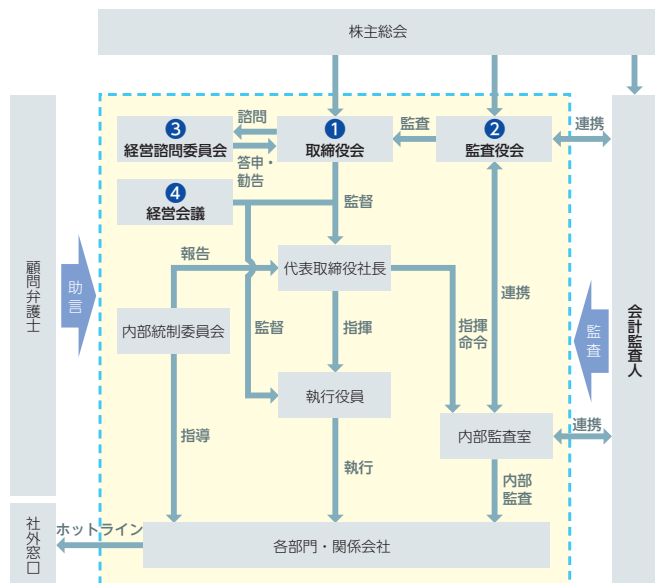 株主総会
諮問
3
経営諮問委員会
答申・
勧告
1
取締役会
監査
2
監査役会
連携
4
経営会議
監督
顧問弁護士
助言
報告
代表取締役社長
連携
内部統制委員会
監督
指揮
指揮
命令
監査
会計監査人
執行役員
指導
執行
内部監査室
連携
内部
監査
社外窓口
ホットライン
各部門・関係会社